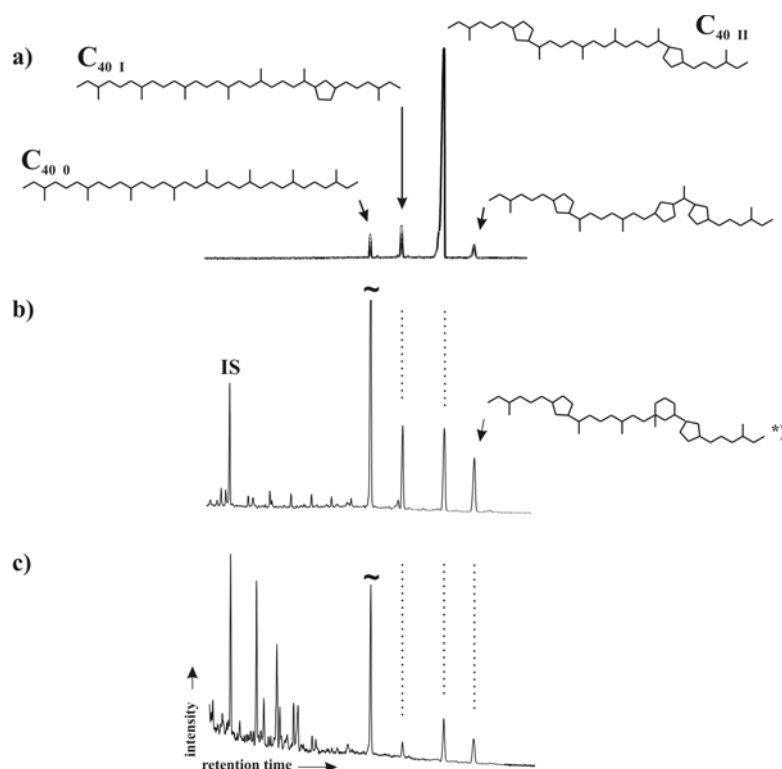 a)
C40 I
C40 II
C40 0
b)
~
IS
*)
c)
~
intensity
retention time